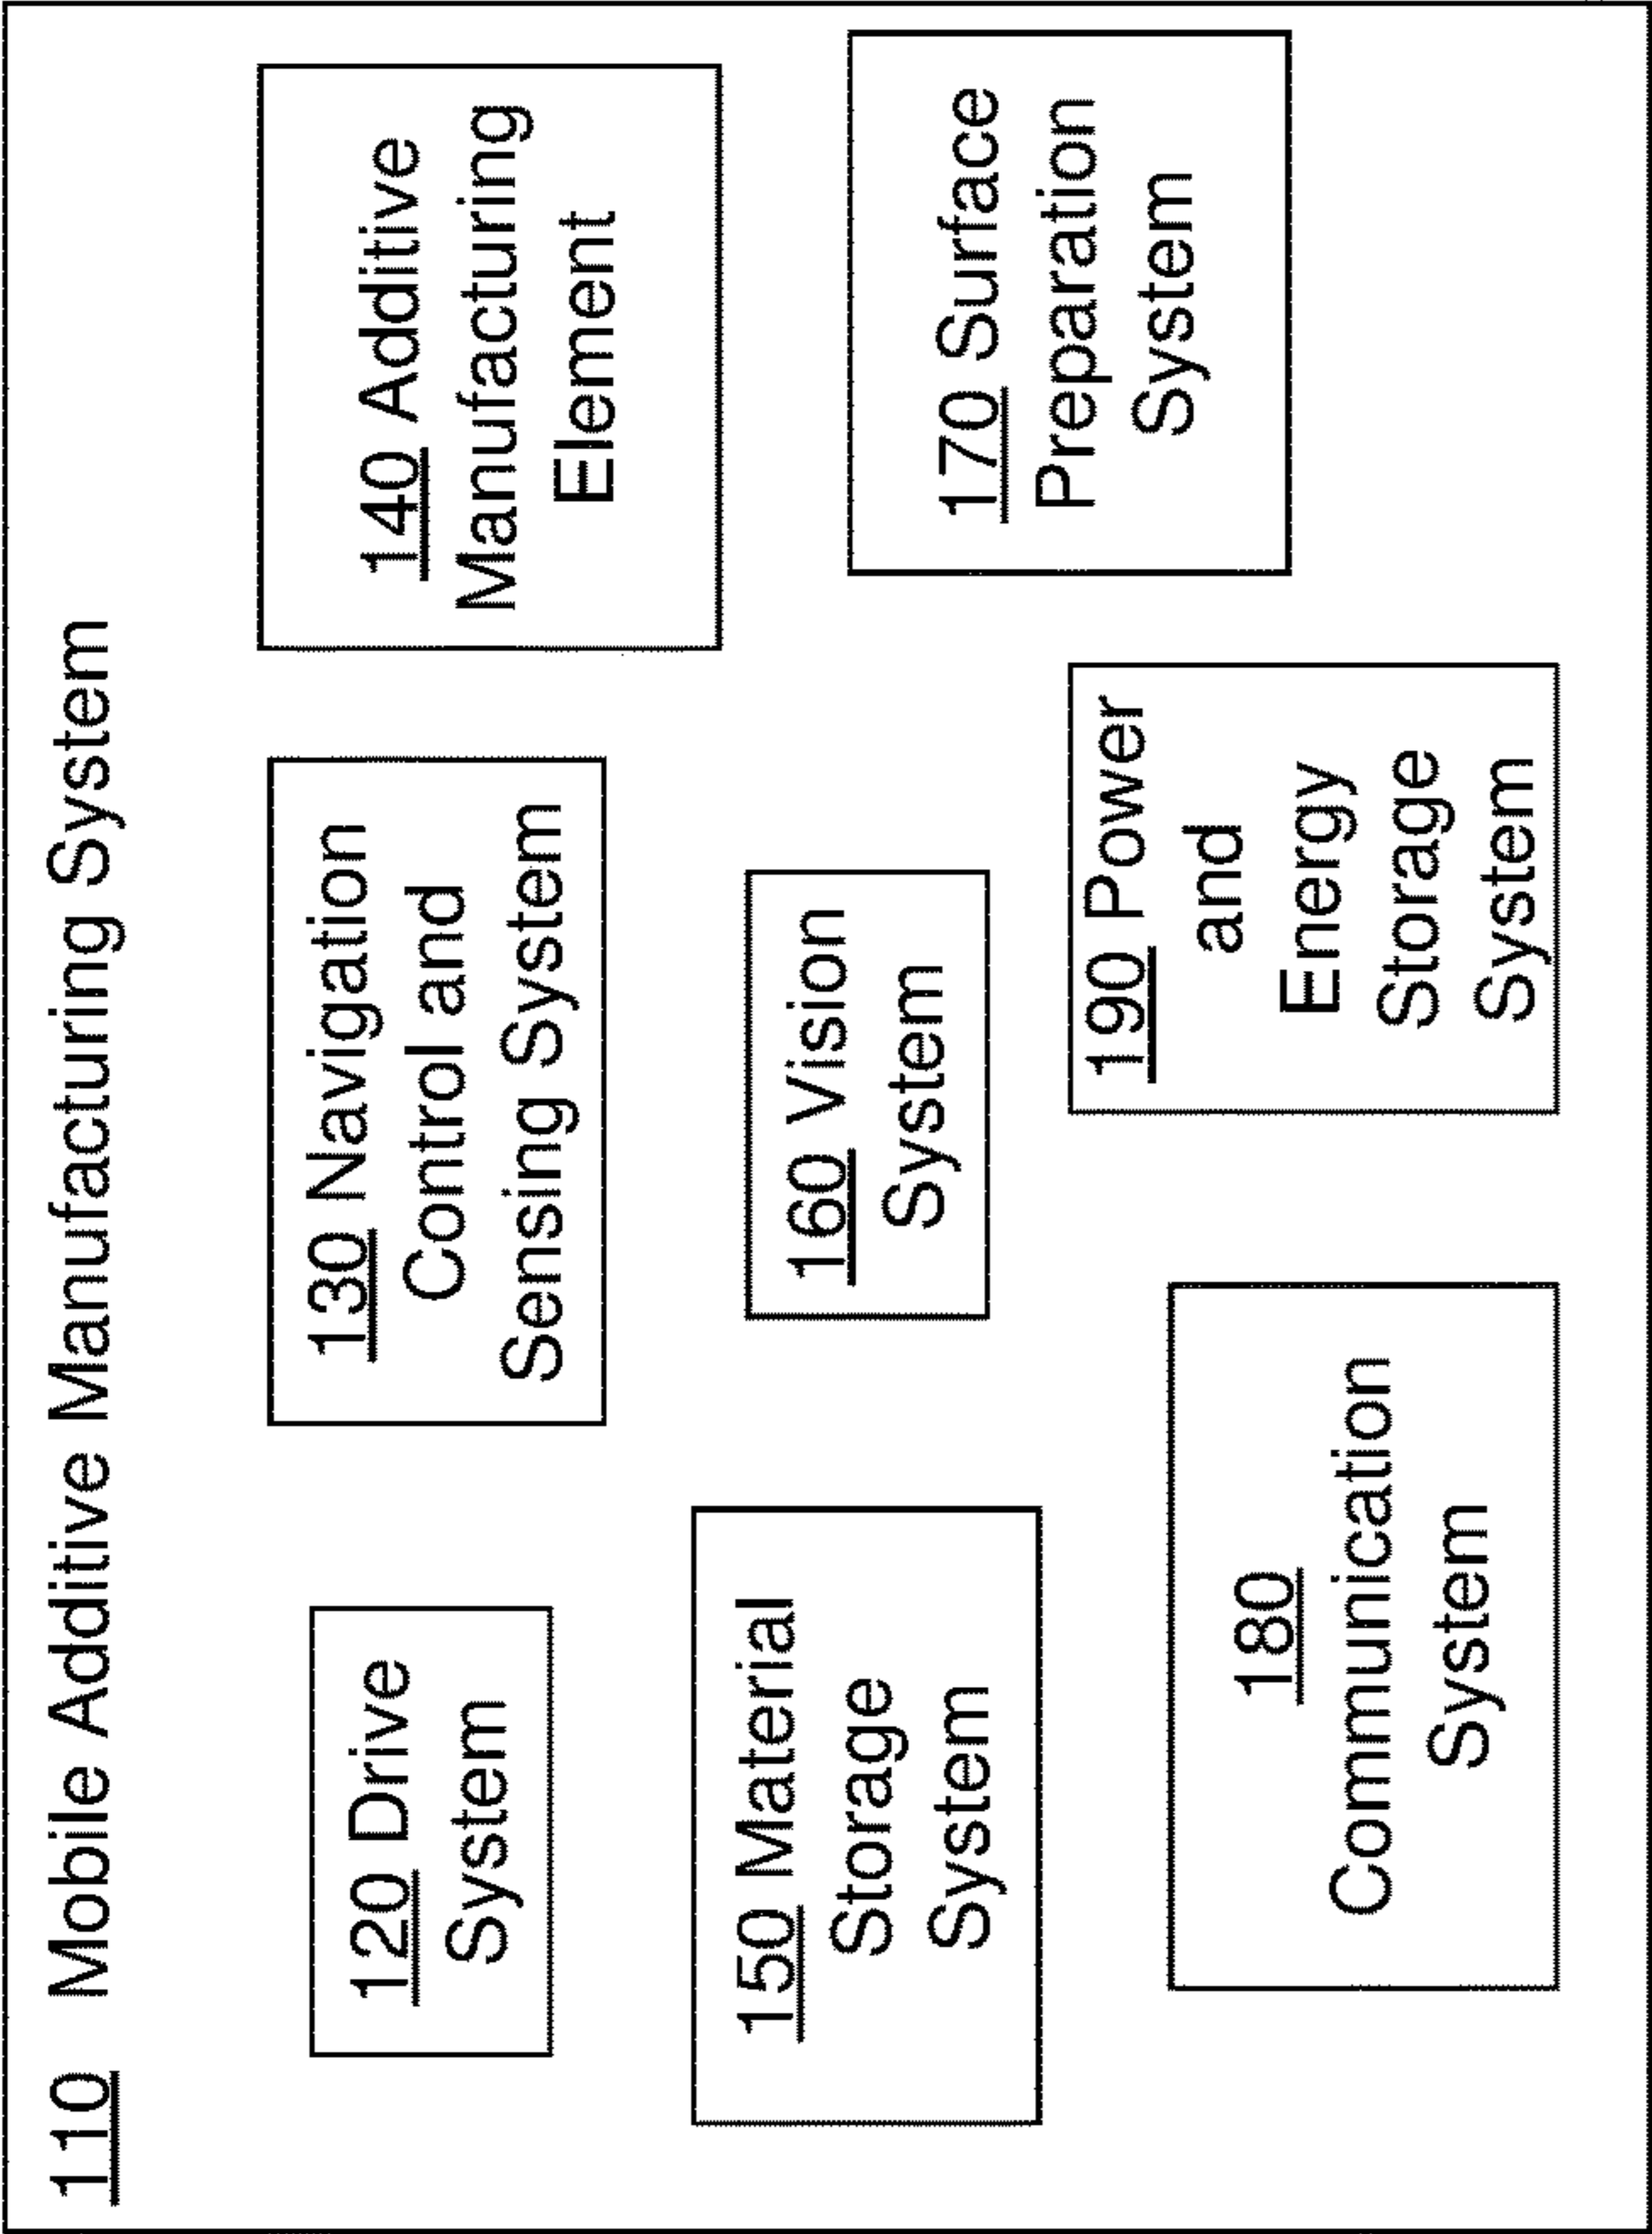 110 Mobile Additive Manufacturing System
120 Drive
System
130 Navigation
Control and
Sensing System
140 Additive
Manufacturing
Element
150 Material
Storage
System
160 Vision
System
170 Surface
Preparation
System
180
Communication
System
190 Power
and
Energy
Storage
System